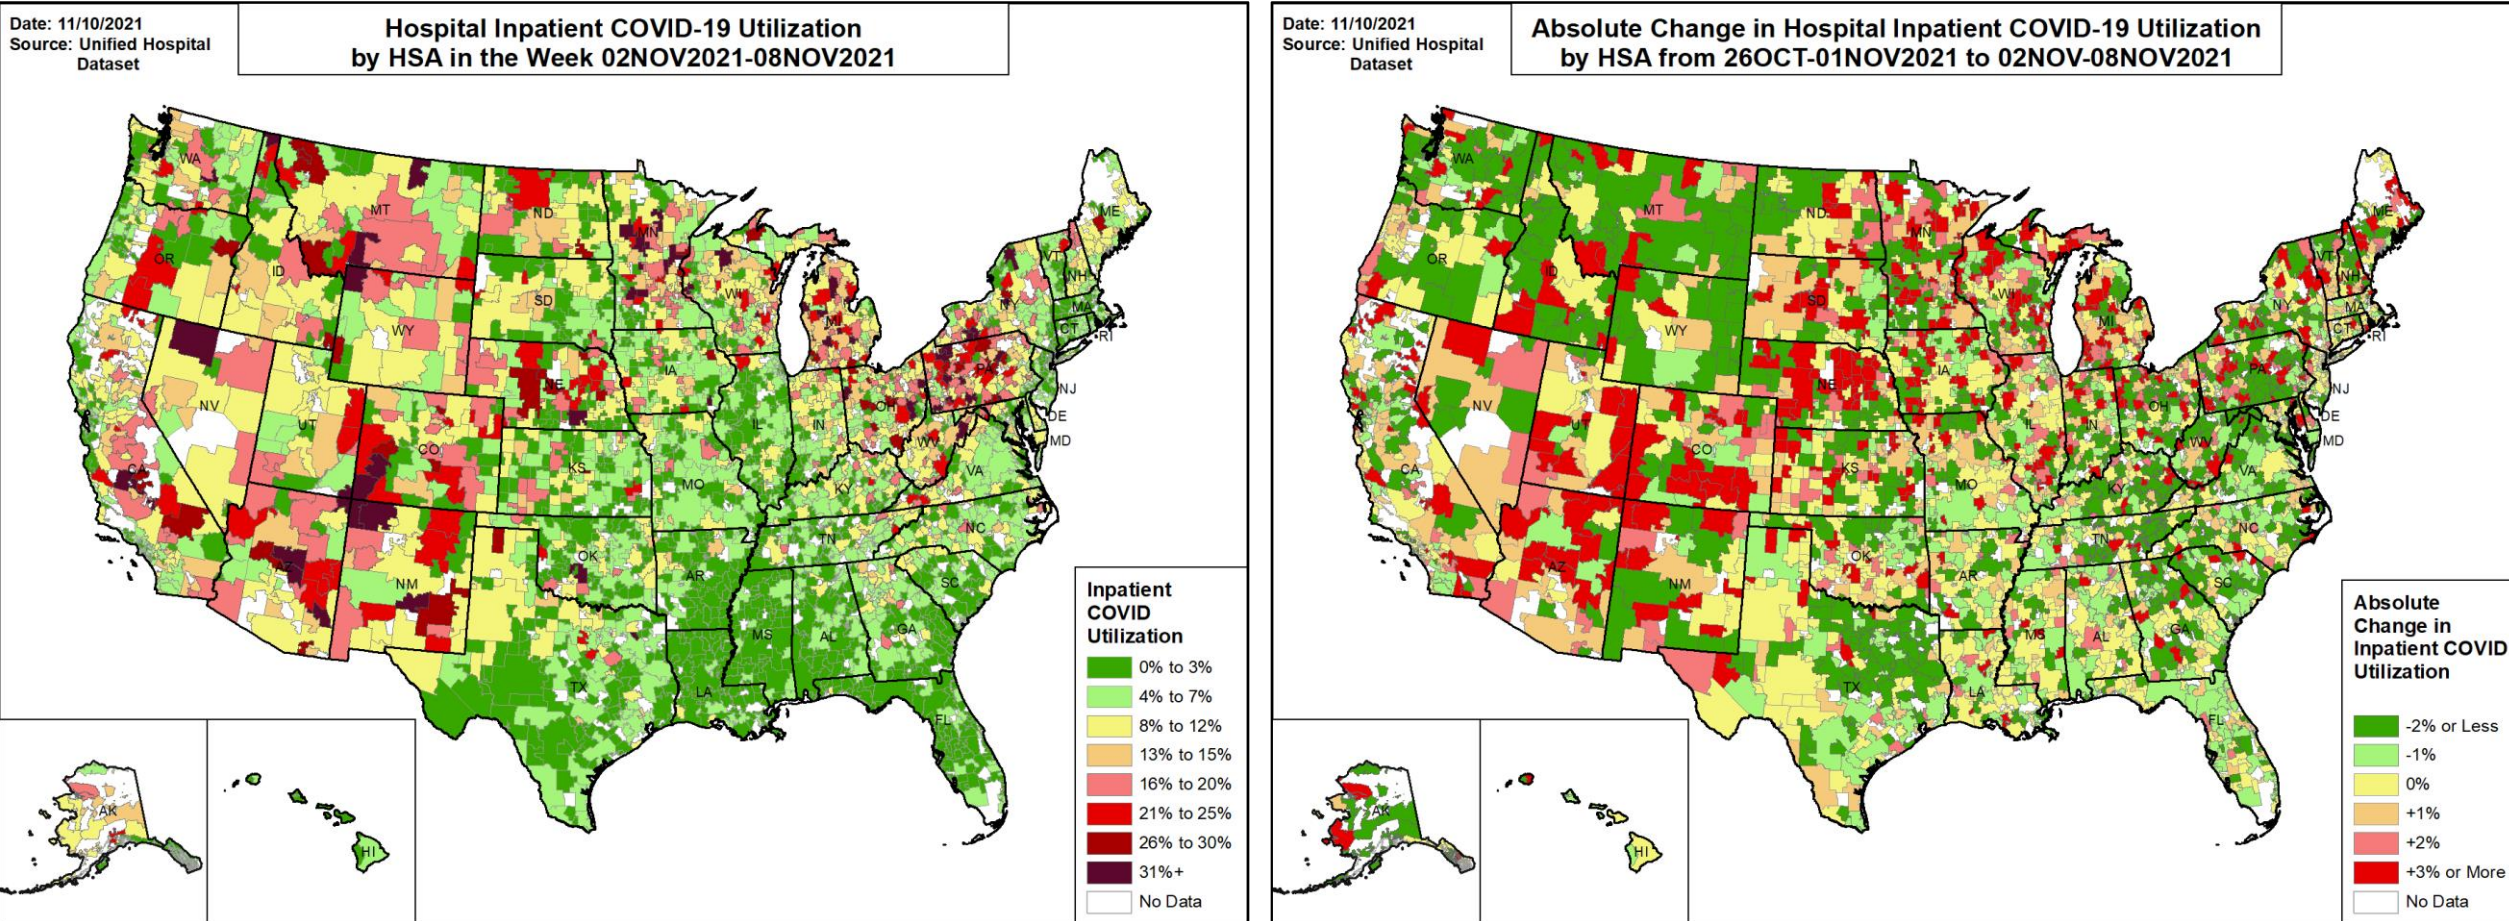 Date: 11/10/2021
Source: Unified Hospital
Dataset
Hospital Inpatient COVID-19 Utilization
by HSA in the Week 02NOV2021-08NOV2021
WA
MT
ND
MN
ME
OR
ID
WY
SD
WI
MI
NY
VT
NH
MA
CT
RI
NV
UT
CO
NE
IA
IL
IN
OH
PA
NJ
DE
MD
WV
VA
CA
AZ
NM
KS
MO
KY
NC
TN
OK
AR
SC
MS
AL
GA
TX
LA
FL
AK
HI
Inpatient
COVID
Utilization
0% to 3%
4% to 7%
8% to 12%
13% to 15%
16% to 20%
21% to 25%
26% to 30%
31%+
No Data
Date: 11/10/2021
Source: Unified Hospital
Dataset
Absolute Change in Hospital Inpatient COVID-19 Utilization
by HSA from 26OCT-01NOV2021 to 02NOV-08NOV2021
WA
MT
ND
MN
ME
OR
ID
WY
SD
WI
MI
NY
VT
NH
MA
CT
RI
NV
UT
CO
NE
IA
IL
IN
OH
PA
NJ
DE
MD
WV
VA
CA
AZ
NM
KS
MO
KY
NC
TN
OK
AR
SC
MS
AL
GA
TX
LA
FL
AK
HI
Absolute
Change in
Inpatient COVID
Utilization
-2% or Less
-1%
0%
+1%
+2%
+3% or More
No Data